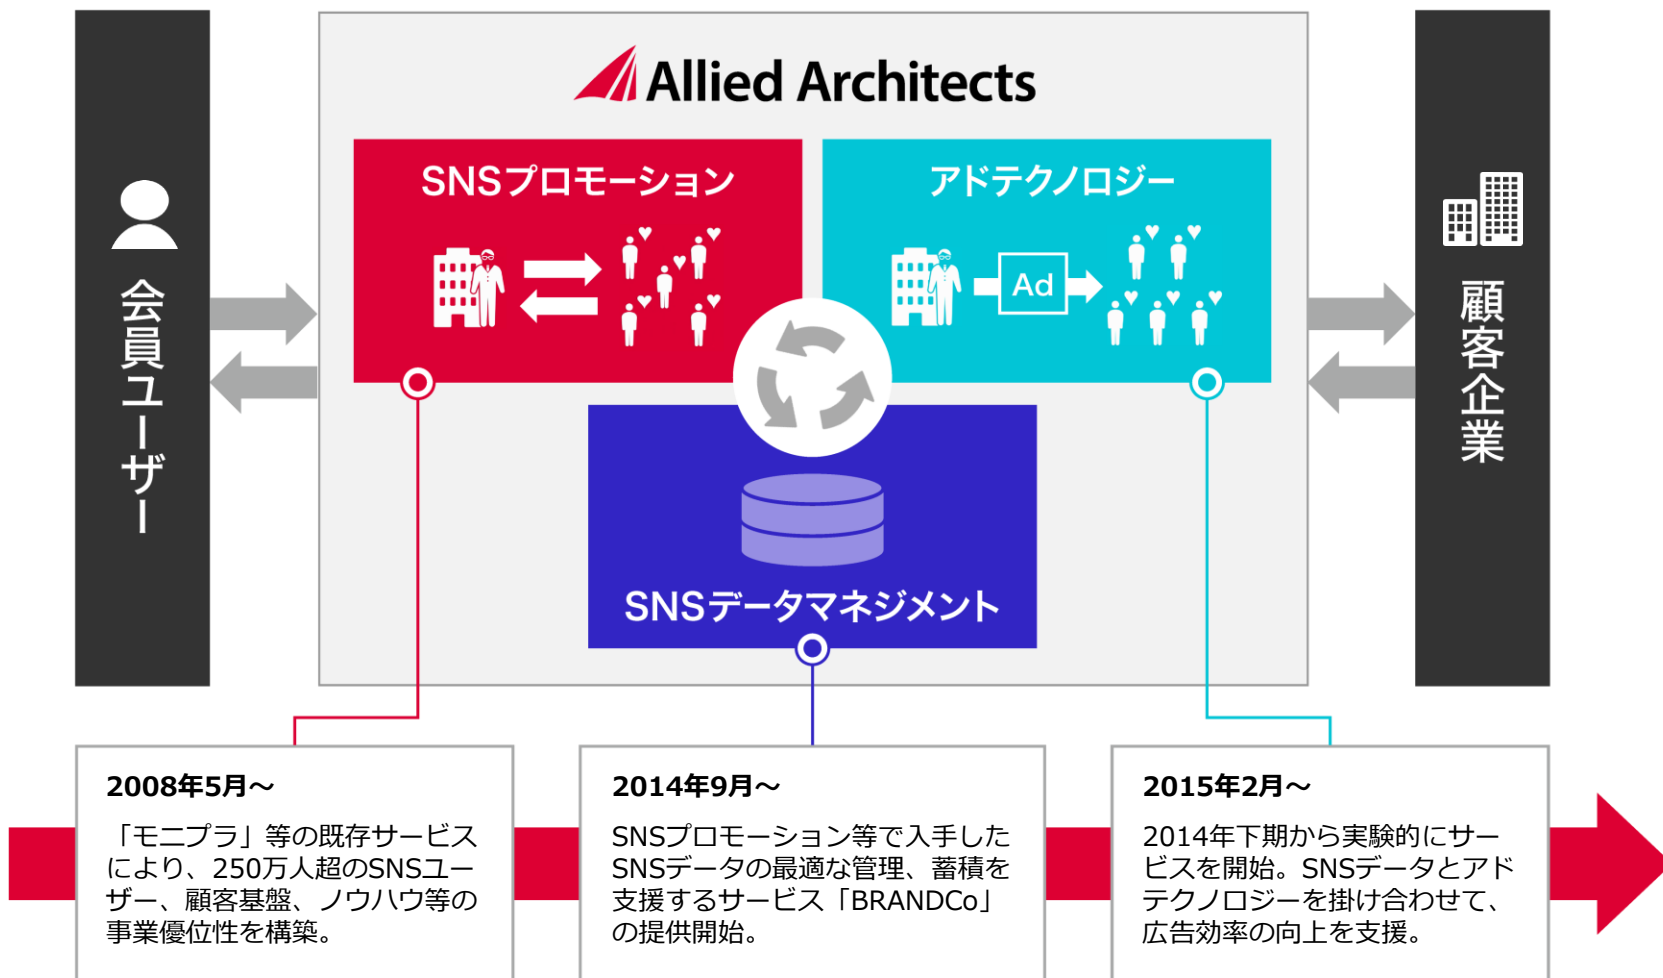 Allied Architects
会員ユーザー
SNSプロモーション
アドテクノロジー
Ad
SNSデータマネジメント
顧客企業
2008年5月～
「モニプラ」等の既存サービス
により、250万人超のSNSユー
ザー、顧客基盤、ノウハウ等の
事業優位性を構築。
2014年9月～
SNSプロモーション等で入手した
SNSデータの最適な管理、蓄積を
支援するサービス「BRANDCo」
の提供開始。
2015年2月～
2014年下期から実験的にサー
ビスを開始。SNSデータとアド
テクノロジーを掛け合わせて、
広告効率の向上を支援。